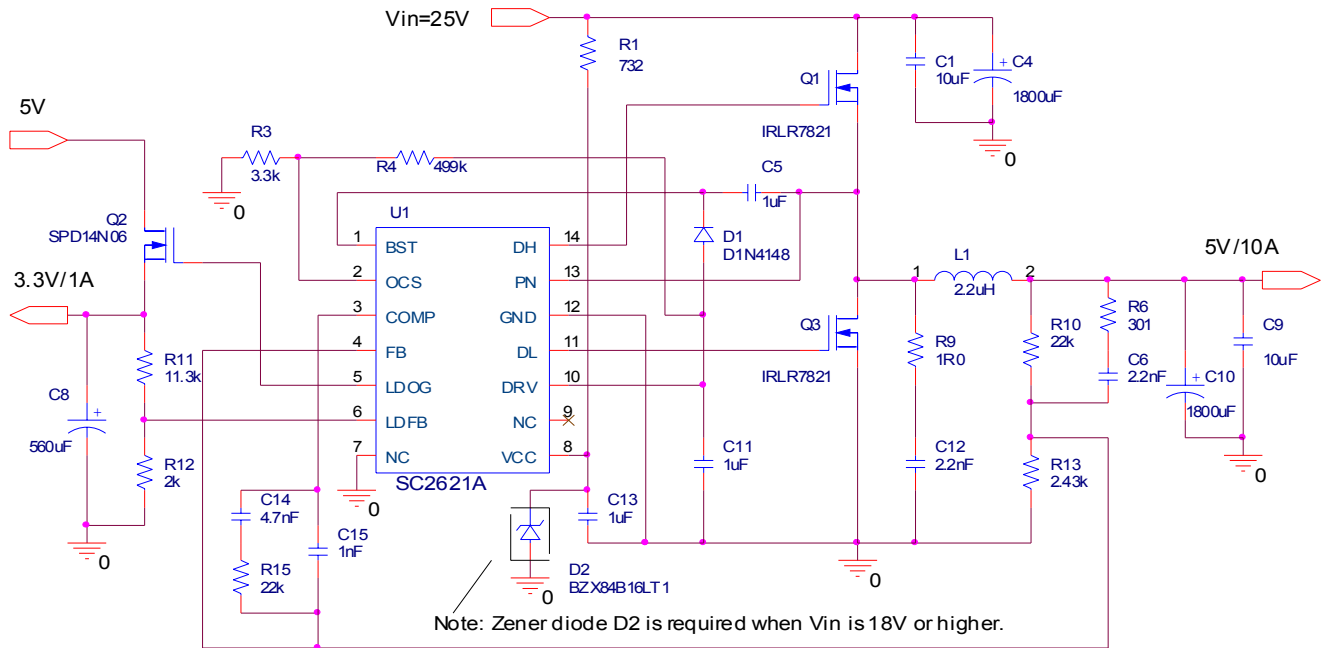 Vin=25V
R1
732
Q1
IRLR7821
C1
10uF
+
C4
1800uF
0
5V
R3
3.3k
0
R4
499k
C5
1uF
Q2
SPD14N06
3.3V/1A
U1
1
BST
DH
14
2
OCS
PN
13
3
COMP
GND
12
4
FB
DL
11
5
LDOG
DRV
10
6
LDFB
NC
9
7
NC
VCC
8
SC2621A
D1
D1N4148
5V/10A
1
L1
2
2.2uH
Q3
IRLR7821
R9
1R0
R10
22k
R6
301
C6
2.2nF
C9
10uF
+
C10
1800uF
0
R11
11.3k
C8
+
560uF
R12
2k
0
0
C11
1uF
C12
2.2nF
R13
2.43k
C14
4.7nF
C15
1nF
R15
22k
C13
1uF
D2
BZX84B16LT1
0
0
Note: Zener diode D2 is required when Vin is 18V or higher.